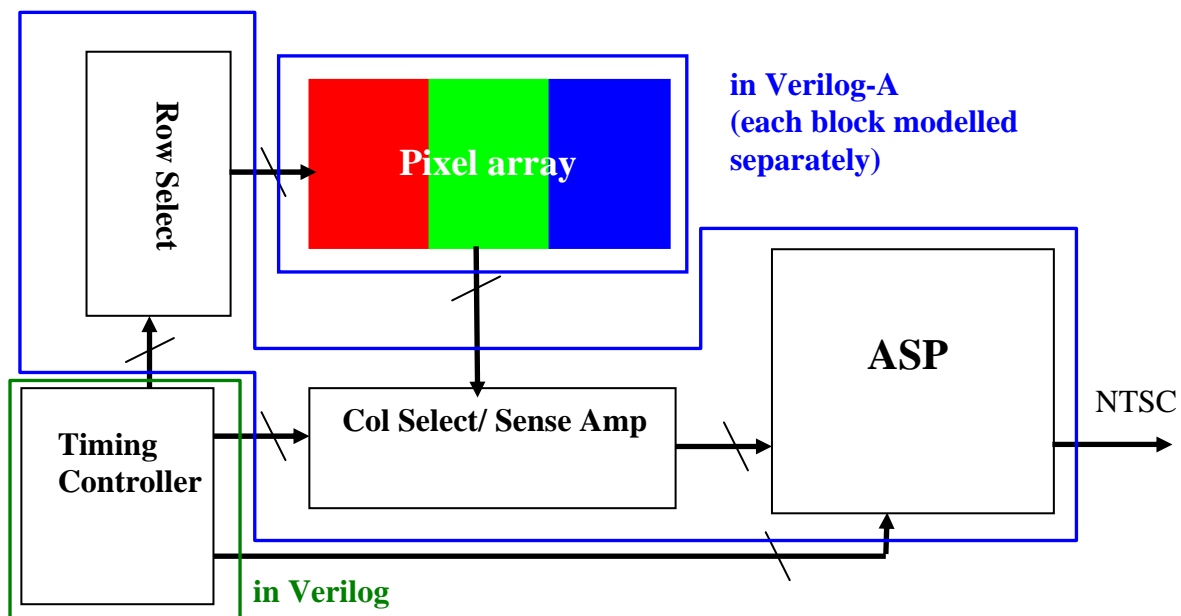 Row Select
Pixel array
in Verilog-A
(each block modelled
separately)
ASP
NTSC
Col Select/ Sense Amp
Timing
Controller
in Verilog